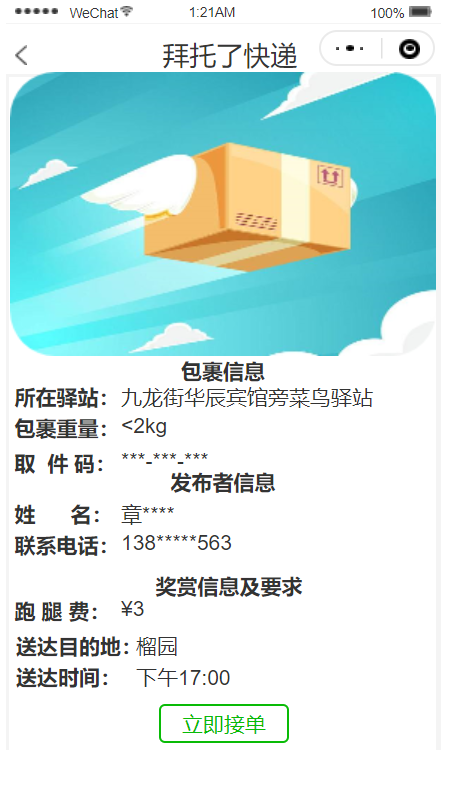 WeChat 1:21AM 100%
拜托了快递
包裹信息
所在驿站: 九龙街华辰宾馆旁菜鸟驿站
包裹重量: <2kg
取 件 码: ***-***-***
发布者信息
姓 名: 章****
联系电话: 138*****563
奖赏信息及要求
跑 腿 费: ¥3
送达目的地: 榴园
送达时间: 下午17:00
立即接单